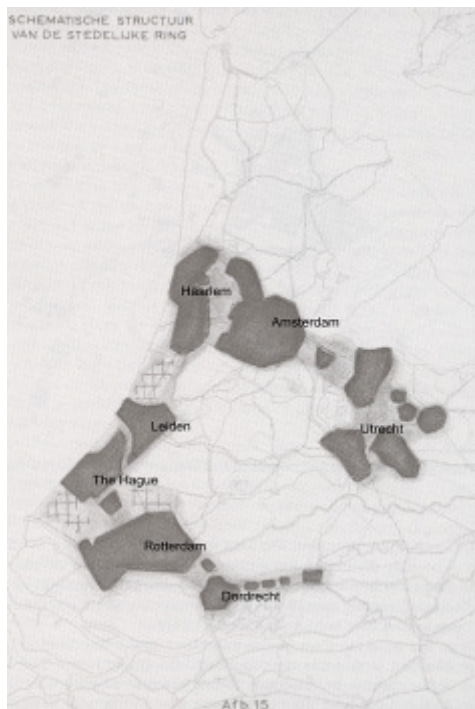 SCHEMATISCHE STRUCTUUR
VAN DE STEDELIJKE RING
Haarlem
Amsterdam
Leiden
Utrecht
The Hague
Rotterdam
Dordrecht
Afb 15